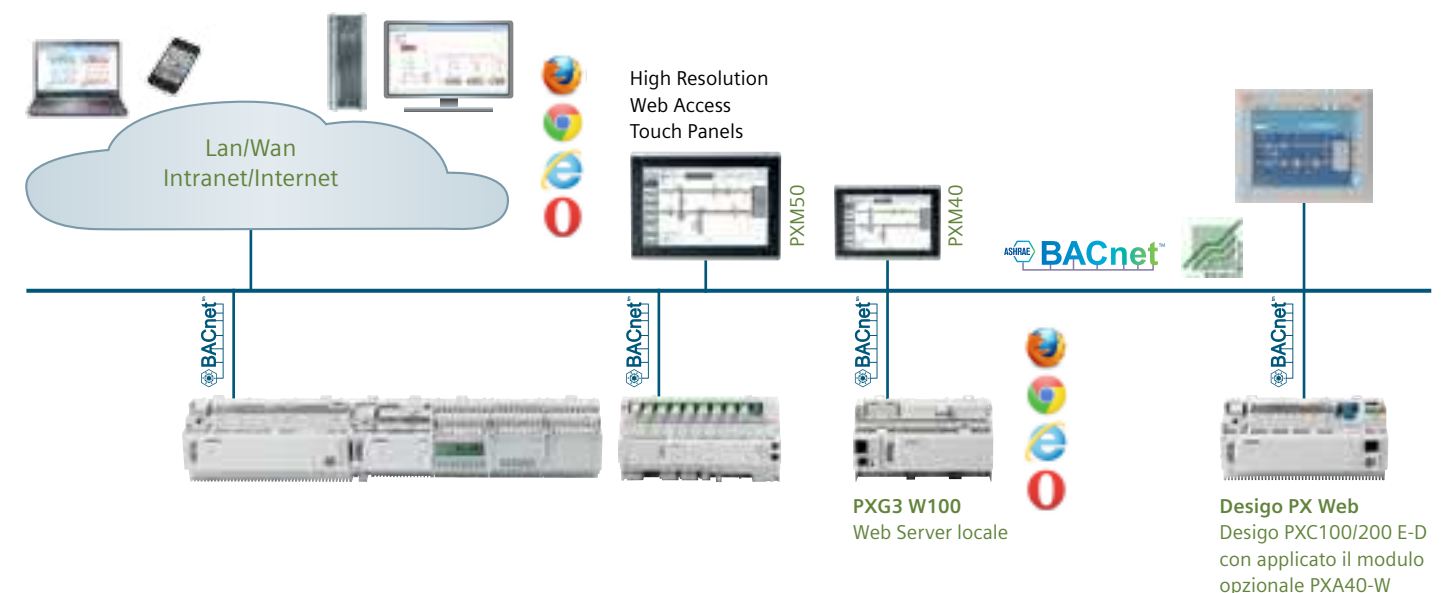 Lan/Wan
Intranet/Internet
High Resolution
Web Access
Touch Panels
PXM50
PXM40
ASHRAE BACnet™
BACnet
BACnet
BACnet
BACnet
PXG3 W100
Web Server locale
Desigo PX Web
Desigo PXC100/200 E-D
con applicato il modulo
opzionale PXA40-W